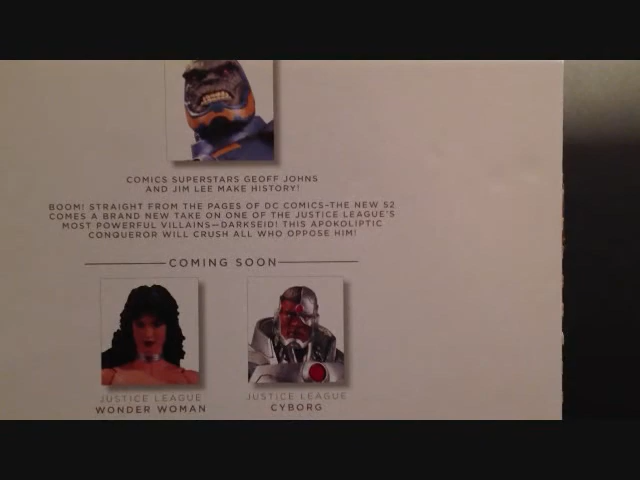 COMICS SUPERSTARS GEOFF JOHNS
AND JIM LEE MAKE HISTORY!
BOOM! STRAIGHT FROM THE PAGES OF DC COMICS-THE NEW 52
COMES A BRAND NEW TAKE ON ONE OF THE JUSTICE LEAGUE'S
MOST POWERFUL VILLAINS—DARKSEID! THIS APOKOLIPTIC
CONQUEROR WILL CRUSH ALL WHO OPPOSE HIM!
COMING SOON
JUSTICE LEAGUE
WONDER WOMAN
JUSTICE LEAGUE
CYBORG